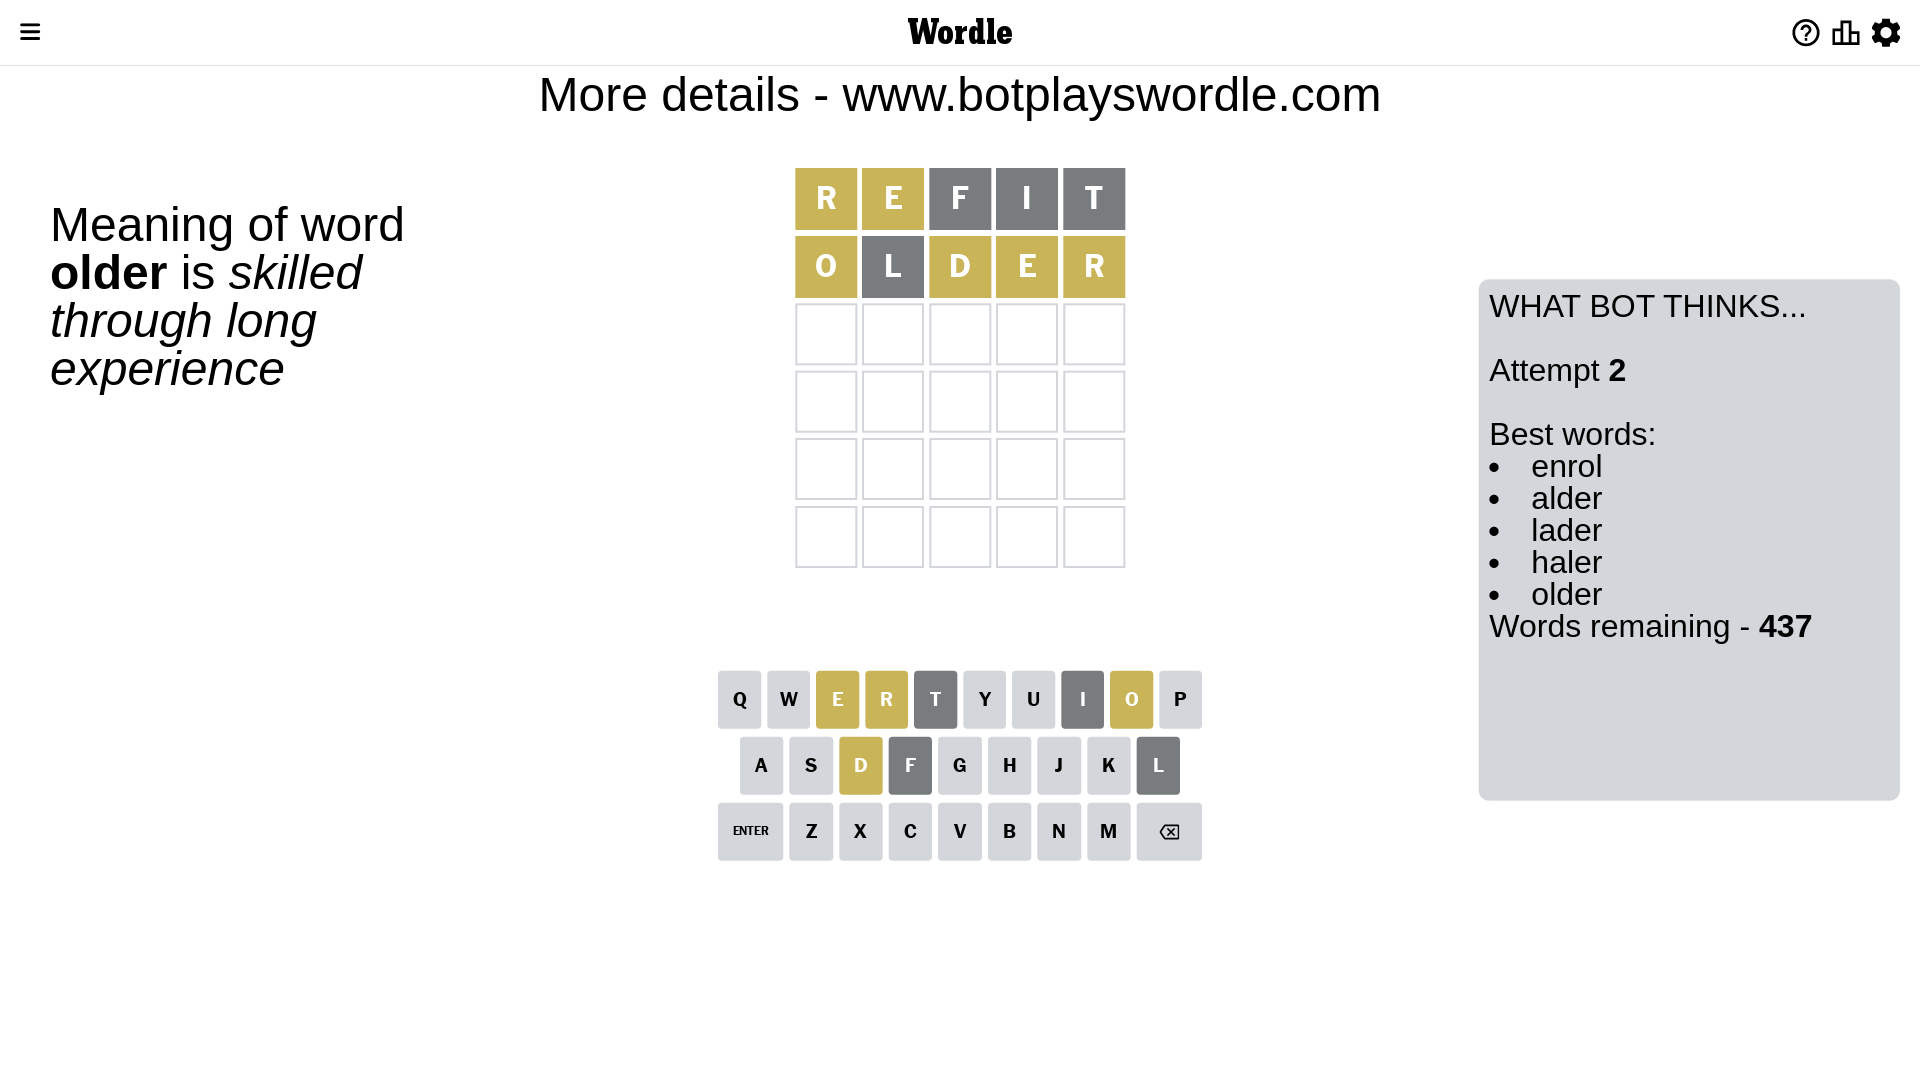 Wordle
More details - www.botplayswordle.com
Meaning of word
older is skilled
through long
experience
R E F I T
O L D E R
WHAT BOT THINKS...
Attempt 2
Best words:
• enrol
• alder
• lader
• haler
• older
Words remaining - 437
Q W E R T Y U I O P
A S D F G H J K L
ENTER Z X C V B N M